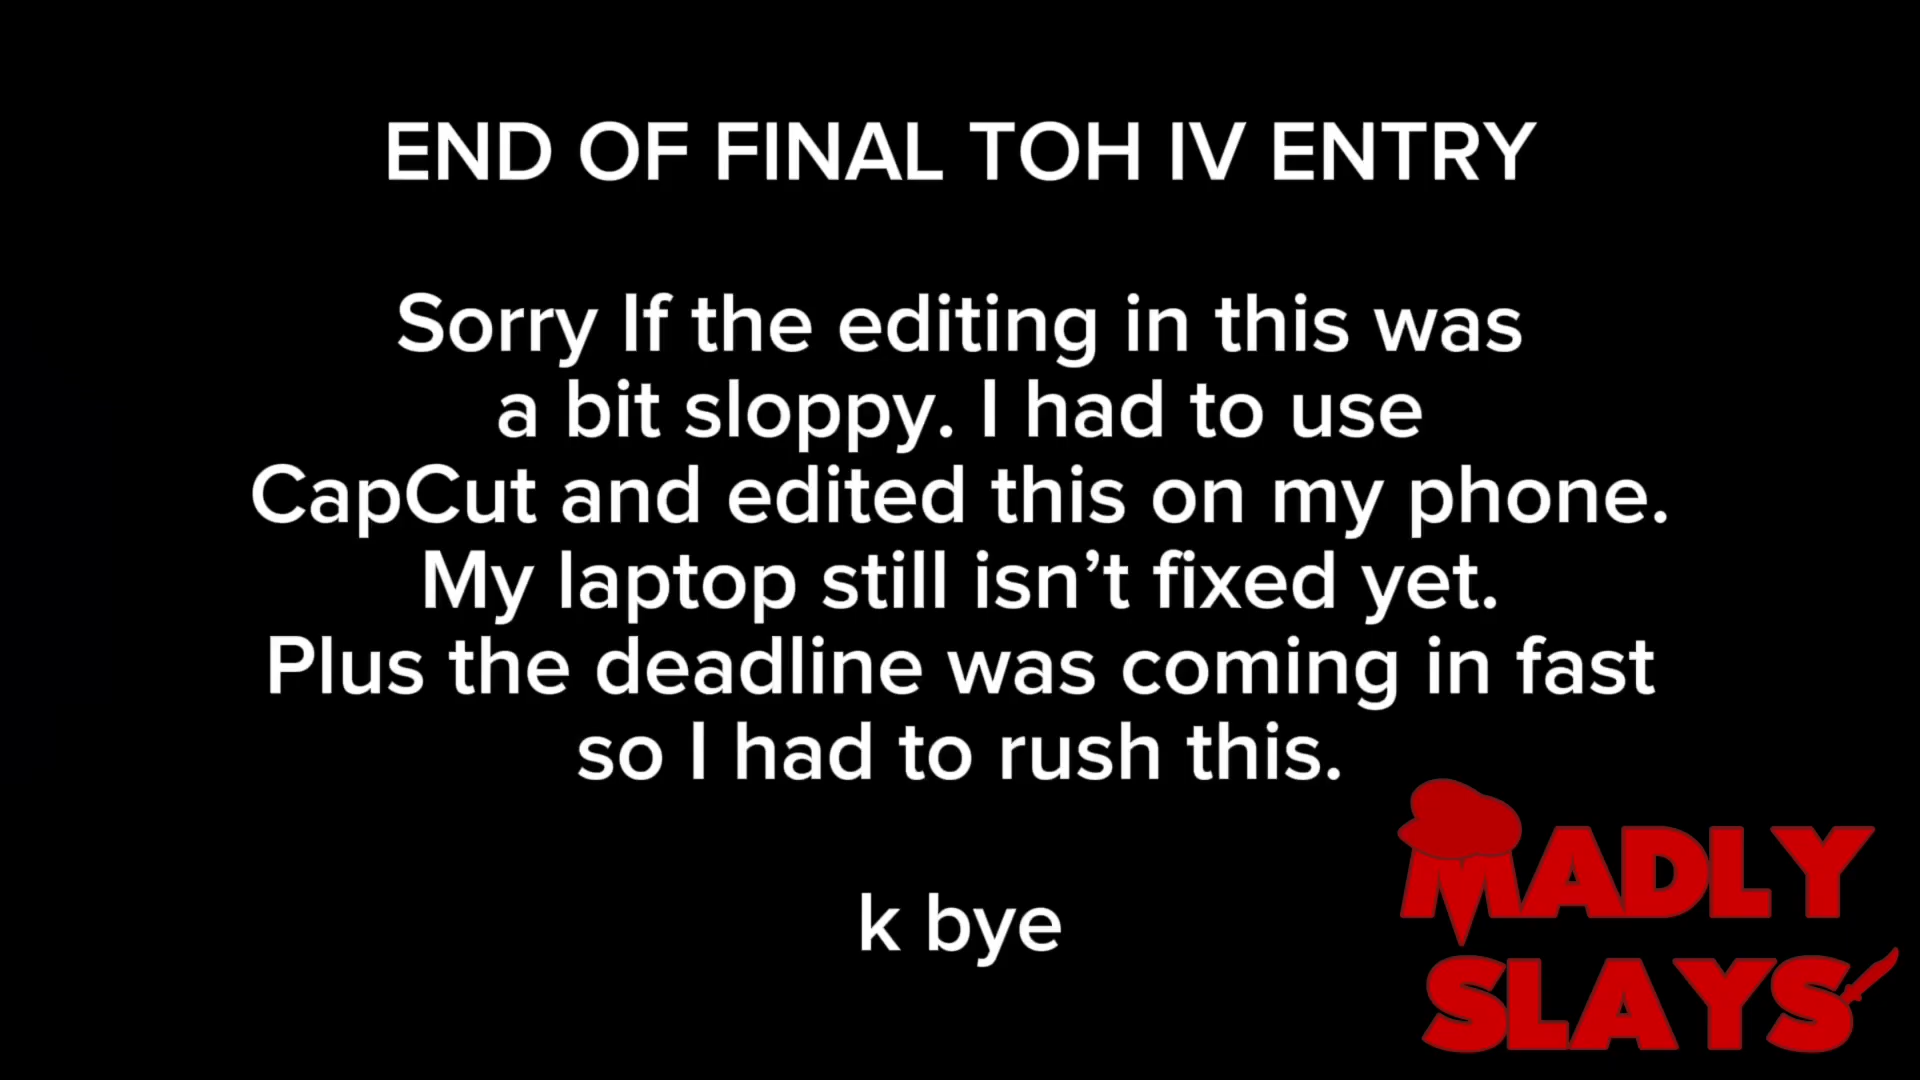 END OF FINAL TOH IV ENTRY
Sorry If the editing in this was
a bit sloppy. I had to use
CapCut and edited this on my phone.
My laptop still isn’t fixed yet.
Plus the deadline was coming in fast
so I had to rush this.
k bye
MADLY
SLAYS